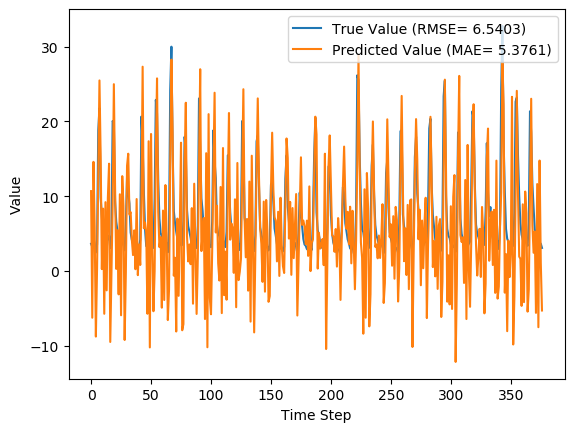 True Value (RMSE= 6.5403)
Predicted Value (MAE= 5.3761)
30
20
10
0
−10
Value
0 50 100 150 200 250 300 350
Time Step